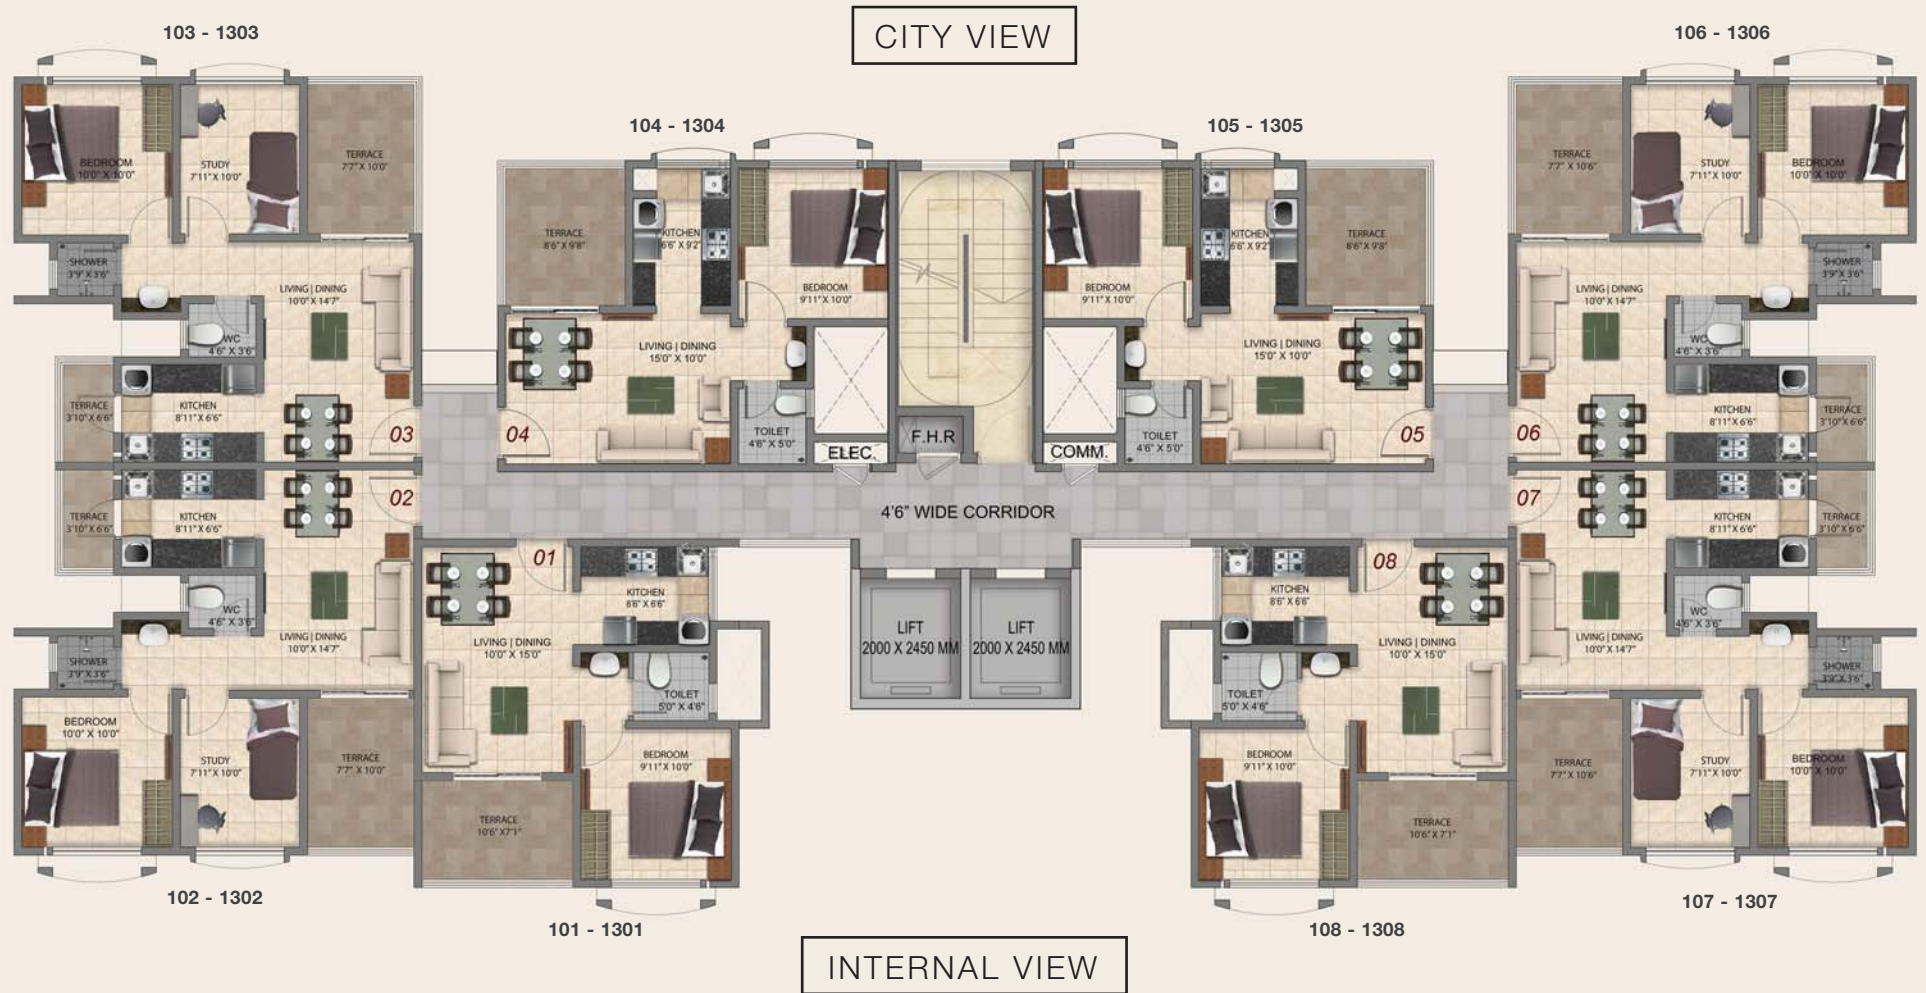 CITY VIEW
103 - 1303
106 - 1306
104 - 1304
105 - 1305
BEDROOM
10'0" X 10'0"
STUDY
7'11" X 10'0"
TERRACE
7'7" X 10'0"
SHOWER
3'9" X 3'6"
LIVING | DINING
10'0" X 14'7"
WC
4'6" X 3'6"
TERRACE
3'10" X 6'6"
KITCHEN
8'11" X 6'6"
03
TERRACE
8'6" X 9'8"
KITCHEN
6'6" X 9'2"
BEDROOM
9'11" X 10'0"
LIVING | DINING
15'0" X 10'0"
TOILET
4'6" X 5'0"
04
ELEC.
F.H.R
COMM.
BEDROOM
9'11" X 10'0"
KITCHEN
6'6" X 9'2"
TERRACE
8'6" X 9'8"
LIVING | DINING
15'0" X 10'0"
TOILET
4'6" X 5'0"
05
TERRACE
7'7" X 10'6"
STUDY
7'11" X 10'0"
BEDROOM
10'0" X 10'0"
SHOWER
3'9" X 3'6"
LIVING | DINING
10'0" X 14'7"
WC
4'6" X 3'6"
KITCHEN
8'11" X 6'6"
TERRACE
3'10" X 6'6"
06
4'6" WIDE CORRIDOR
02
TERRACE
3'10" X 6'6"
KITCHEN
8'11" X 6'6"
WC
4'6" X 3'6"
LIVING | DINING
10'0" X 14'7"
SHOWER
3'9" X 3'6"
BEDROOM
10'0" X 10'0"
STUDY
7'11" X 10'0"
TERRACE
7'7" X 10'0"
01
KITCHEN
8'6" X 6'6"
LIVING | DINING
10'0" X 15'0"
TOILET
5'0" X 4'6"
BEDROOM
9'11" X 10'0"
TERRACE
10'6" X 7'1"
LIFT
2000 X 2450 MM
LIFT
2000 X 2450 MM
08
KITCHEN
8'6" X 6'6"
LIVING | DINING
10'0" X 15'0"
TOILET
5'0" X 4'6"
BEDROOM
9'11" X 10'0"
TERRACE
10'6" X 7'1"
07
KITCHEN
8'11" X 6'6"
TERRACE
3'10" X 6'6"
WC
4'6" X 3'6"
LIVING | DINING
10'0" X 14'7"
SHOWER
3'9" X 3'6"
TERRACE
7'7" X 10'6"
STUDY
7'11" X 10'0"
BEDROOM
10'0" X 10'0"
102 - 1302
107 - 1307
101 - 1301
108 - 1308
INTERNAL VIEW